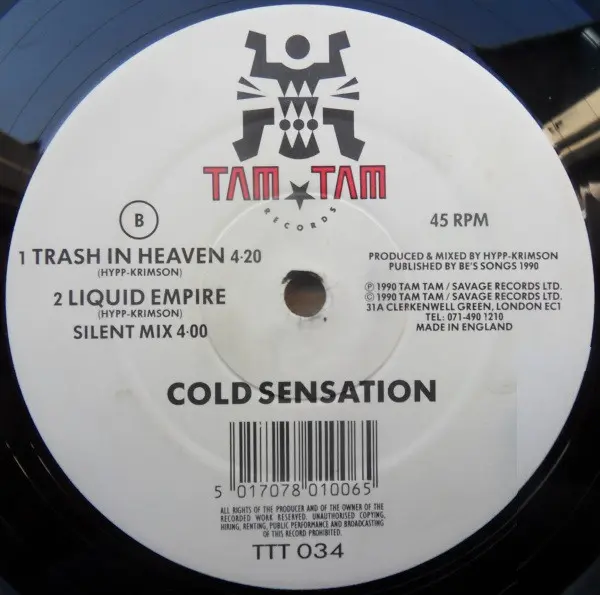 TAM TAM
RECORDS
B
45 RPM
1 TRASH IN HEAVEN 4·20
(HYPP-KRIMSON)
2 LIQUID EMPIRE
(HYPP-KRIMSON)
SILENT MIX 4·00
PRODUCED & MIXED BY HYPP-KRIMSON
PUBLISHED BY BE'S SONGS 1990
℗ 1990 TAM TAM / SAVAGE RECORDS LTD.
© 1990 TAM TAM / SAVAGE RECORDS LTD.
31A CLERKENWELL GREEN, LONDON EC1
TEL: 071-490 1210
MADE IN ENGLAND
COLD SENSATION
5 017078 010065
ALL RIGHTS OF THE PRODUCER AND OF THE OWNER OF THE
RECORDED WORK RESERVED. UNAUTHORISED COPYING,
HIRING, RENTING, PUBLIC PERFORMANCE AND BROADCASTING
OF THIS RECORD PROHIBITED.
TTT 034